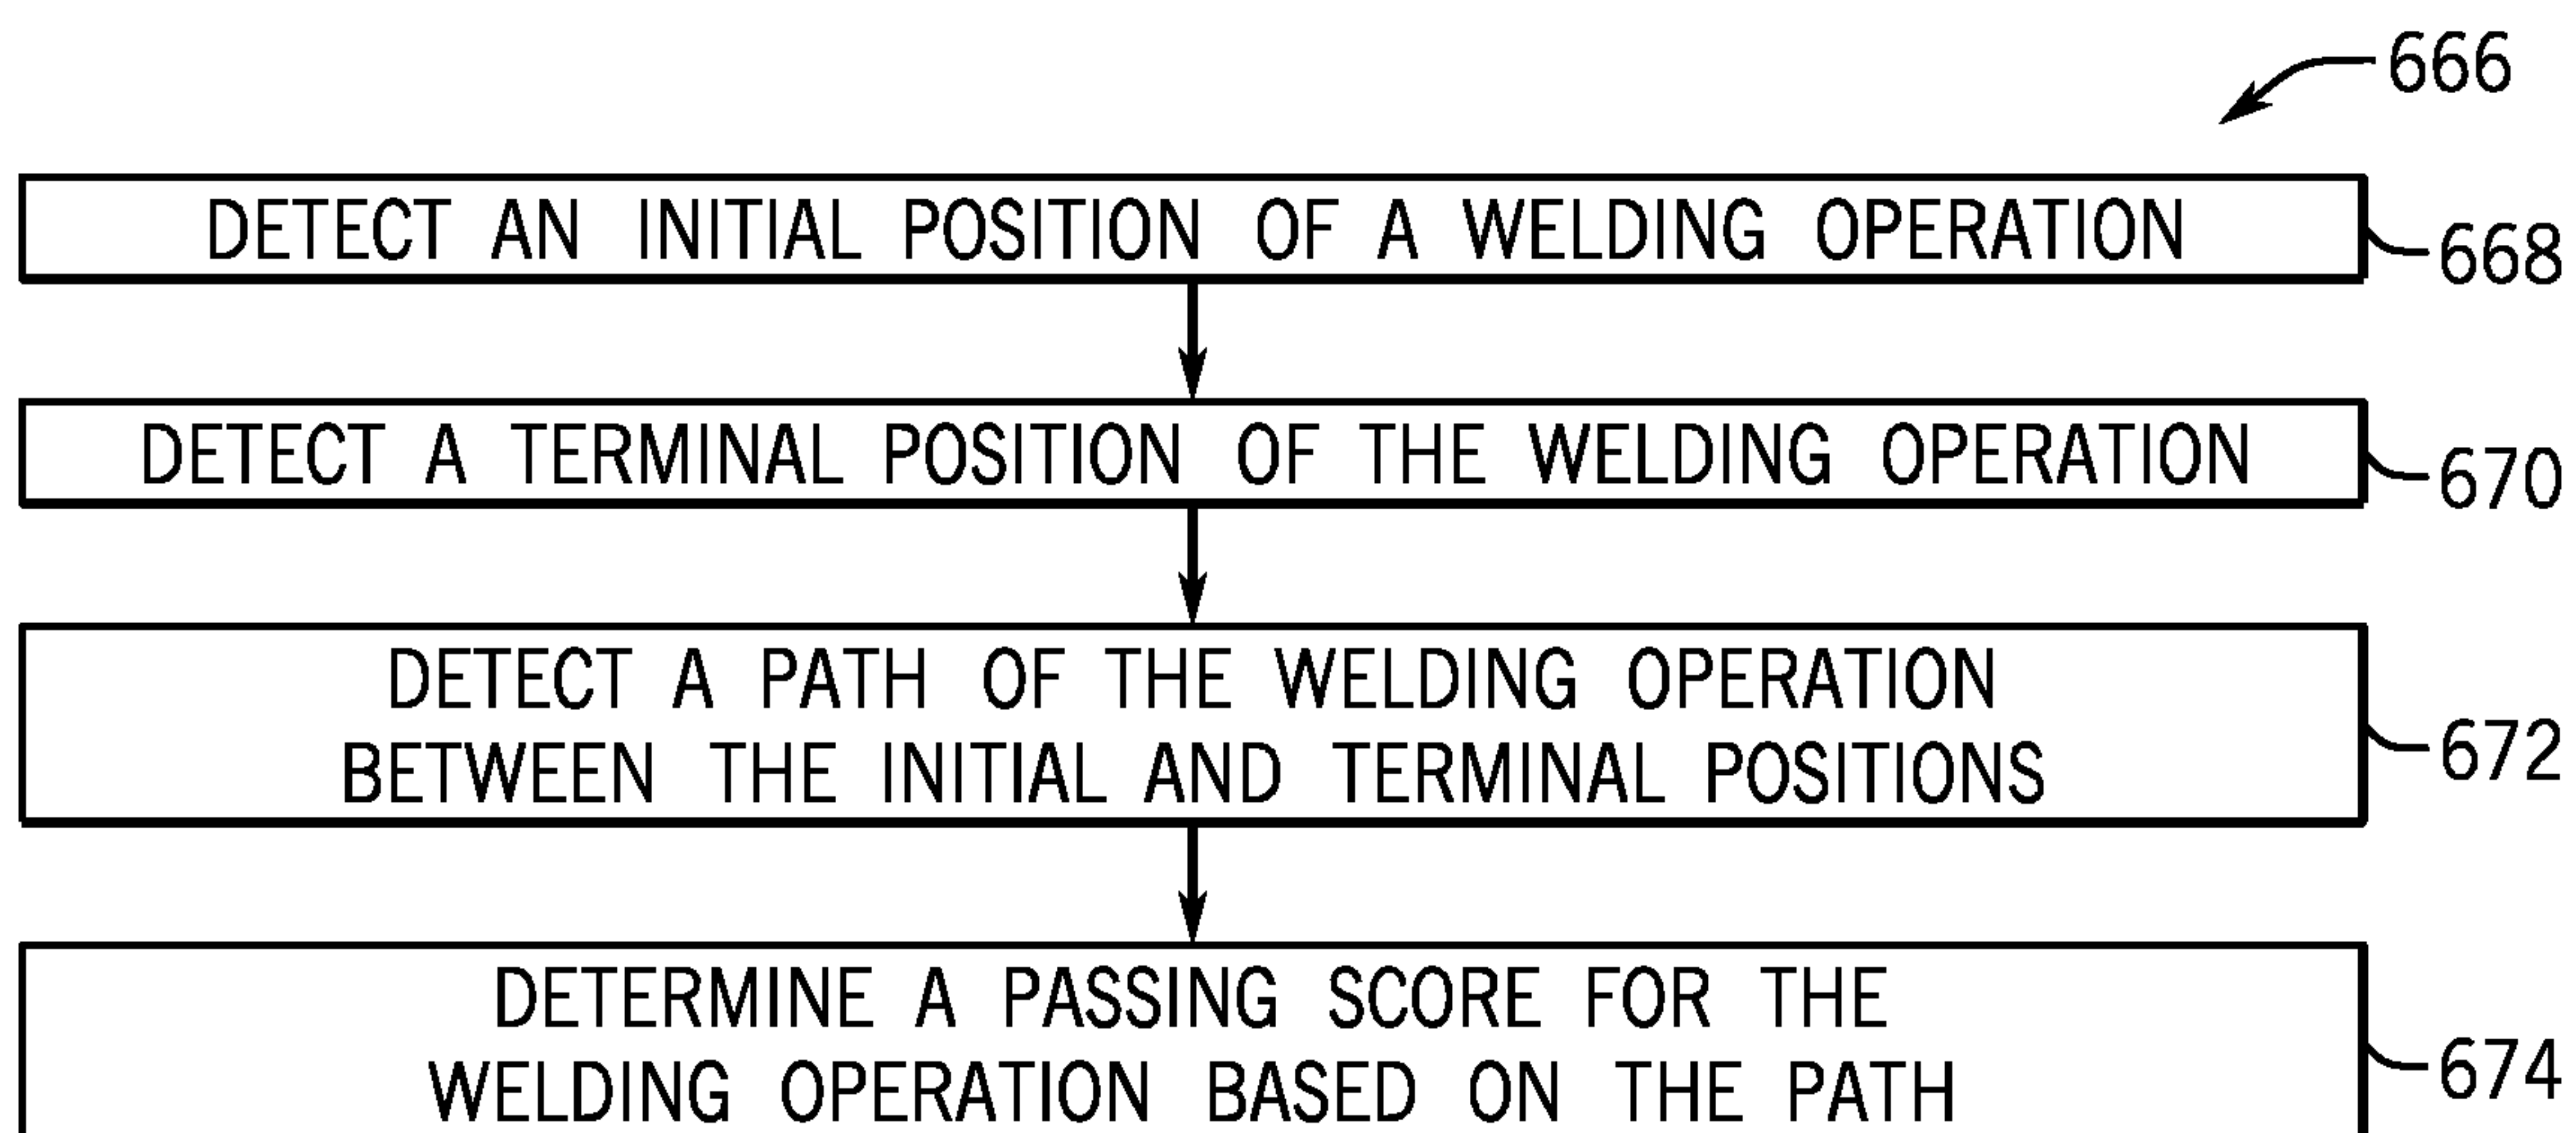 666
DETECT AN INITIAL POSITION OF A WELDING OPERATION
668
DETECT A TERMINAL POSITION OF THE WELDING OPERATION
670
DETECT A PATH OF THE WELDING OPERATION
BETWEEN THE INITIAL AND TERMINAL POSITIONS
672
DETERMINE A PASSING SCORE FOR THE
WELDING OPERATION BASED ON THE PATH
674